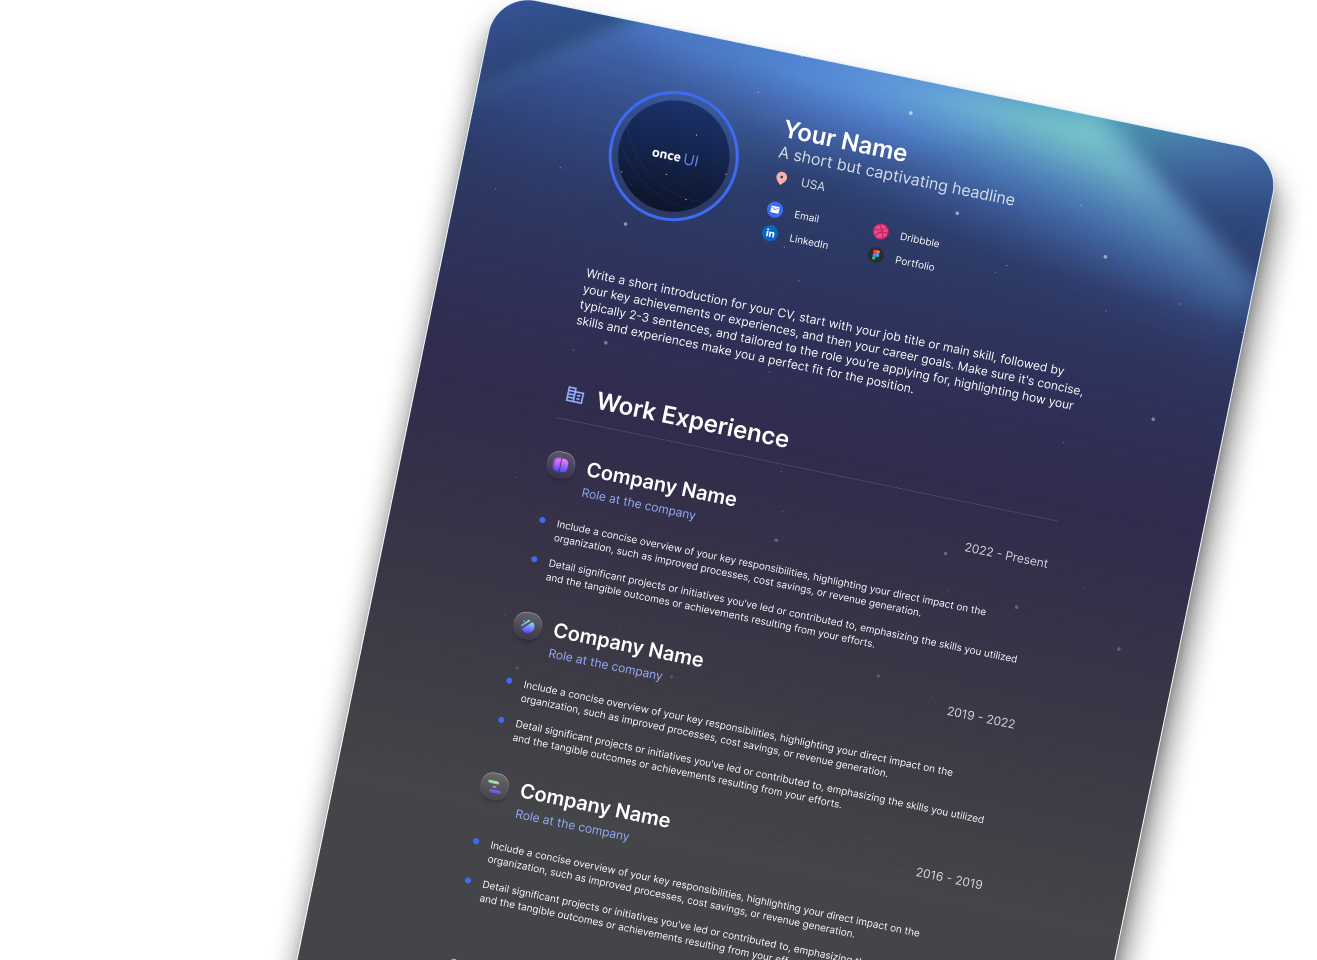 once UI
Your Name
A short but captivating headline
USA
Email
Dribbble
LinkedIn
Portfolio
Write a short introduction for your CV, start with your job title or main skill, followed by
your key achievements or experiences, and then your career goals. Make sure it's concise,
typically 2-3 sentences, and tailored to the role you're applying for, highlighting how your
skills and experiences make you a perfect fit for the position.
Work Experience
Company Name
Role at the company
2022 - Present
Include a concise overview of your key responsibilities, highlighting your direct impact on the
organization, such as improved processes, cost savings, or revenue generation.
Detail significant projects or initiatives you've led or contributed to, emphasizing the skills you utilized
and the tangible outcomes or achievements resulting from your efforts.
Company Name
Role at the company
2019 - 2022
Include a concise overview of your key responsibilities, highlighting your direct impact on the
organization, such as improved processes, cost savings, or revenue generation.
Detail significant projects or initiatives you've led or contributed to, emphasizing the skills you utilized
and the tangible outcomes or achievements resulting from your efforts.
Company Name
Role at the company
2016 - 2019
Include a concise overview of your key responsibilities, highlighting your direct impact on the
organization, such as improved processes, cost savings, or revenue generation.
Detail significant projects or initiatives you've led or contributed to, emphasizing
and the tangible outcomes or achievements resulting from your